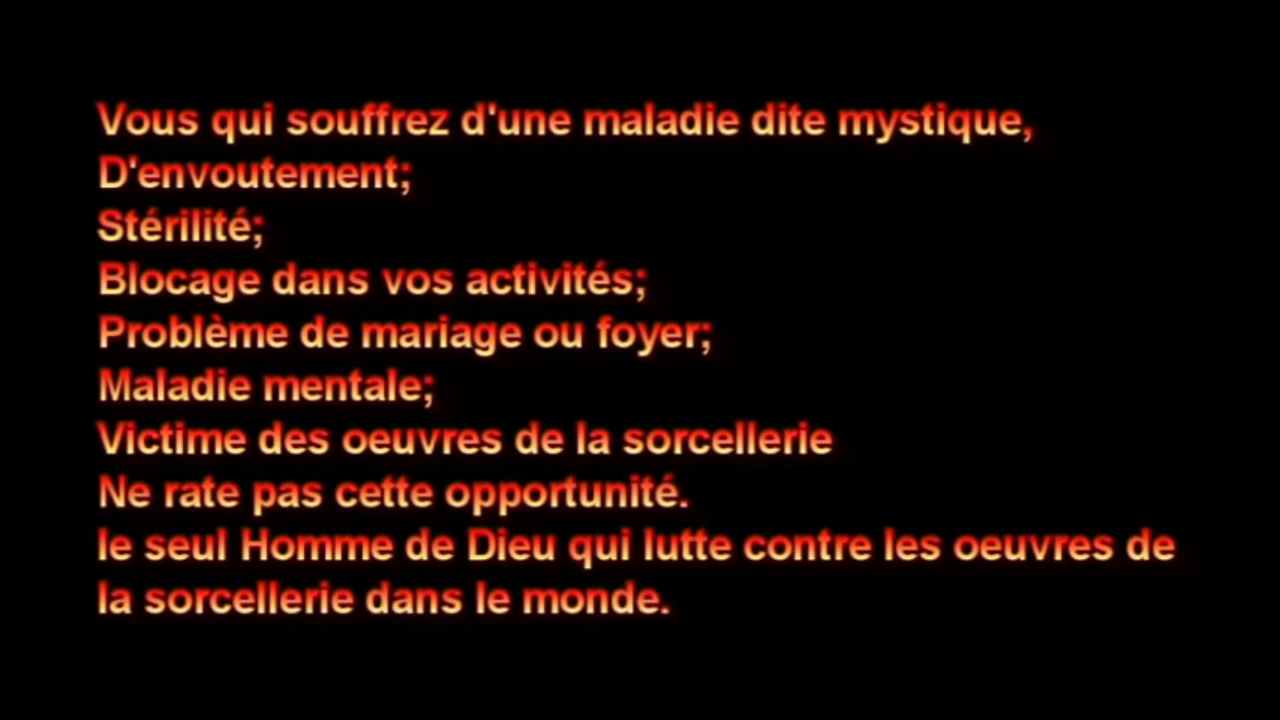 Vous qui souffrez d'une maladie dite mystique,
D'envoutement;
Stérilité;
Blocage dans vos activités;
Problème de mariage ou foyer;
Maladie mentale;
Victime des oeuvres de la sorcellerie
Ne rate pas cette opportunité.
le seul Homme de Dieu qui lutte contre les oeuvres de
la sorcellerie dans le monde.